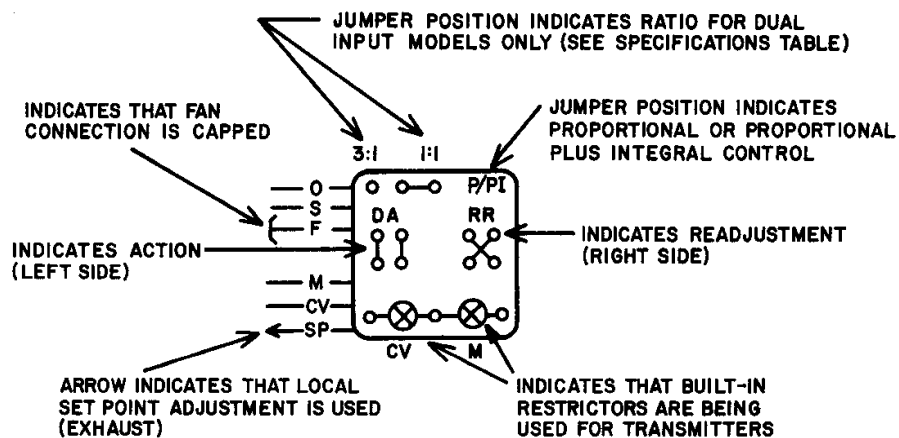 JUMPER POSITION INDICATES RATIO FOR DUAL
INPUT MODELS ONLY (SEE SPECIFICATIONS TABLE)
INDICATES THAT FAN
CONNECTION IS CAPPED
JUMPER POSITION INDICATES
PROPORTIONAL OR PROPORTIONAL
PLUS INTEGRAL CONTROL
3:1 1:1
O P/PI
S
F DA RR
INDICATES ACTION
(LEFT SIDE)
INDICATES READJUSTMENT
(RIGHT SIDE)
M
CV
SP
CV M
ARROW INDICATES THAT LOCAL
SET POINT ADJUSTMENT IS USED
(EXHAUST)
INDICATES THAT BUILT-IN
RESTRICTORS ARE BEING
USED FOR TRANSMITTERS